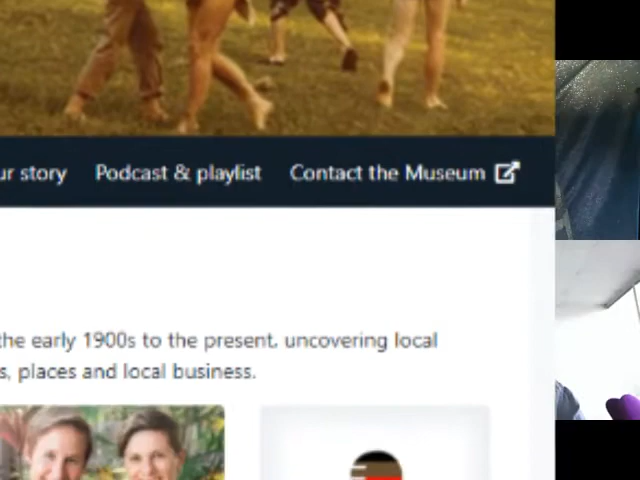 ur story Podcast & playlist Contact the Museum
the early 1900s to the present, uncovering local
s, places and local business.